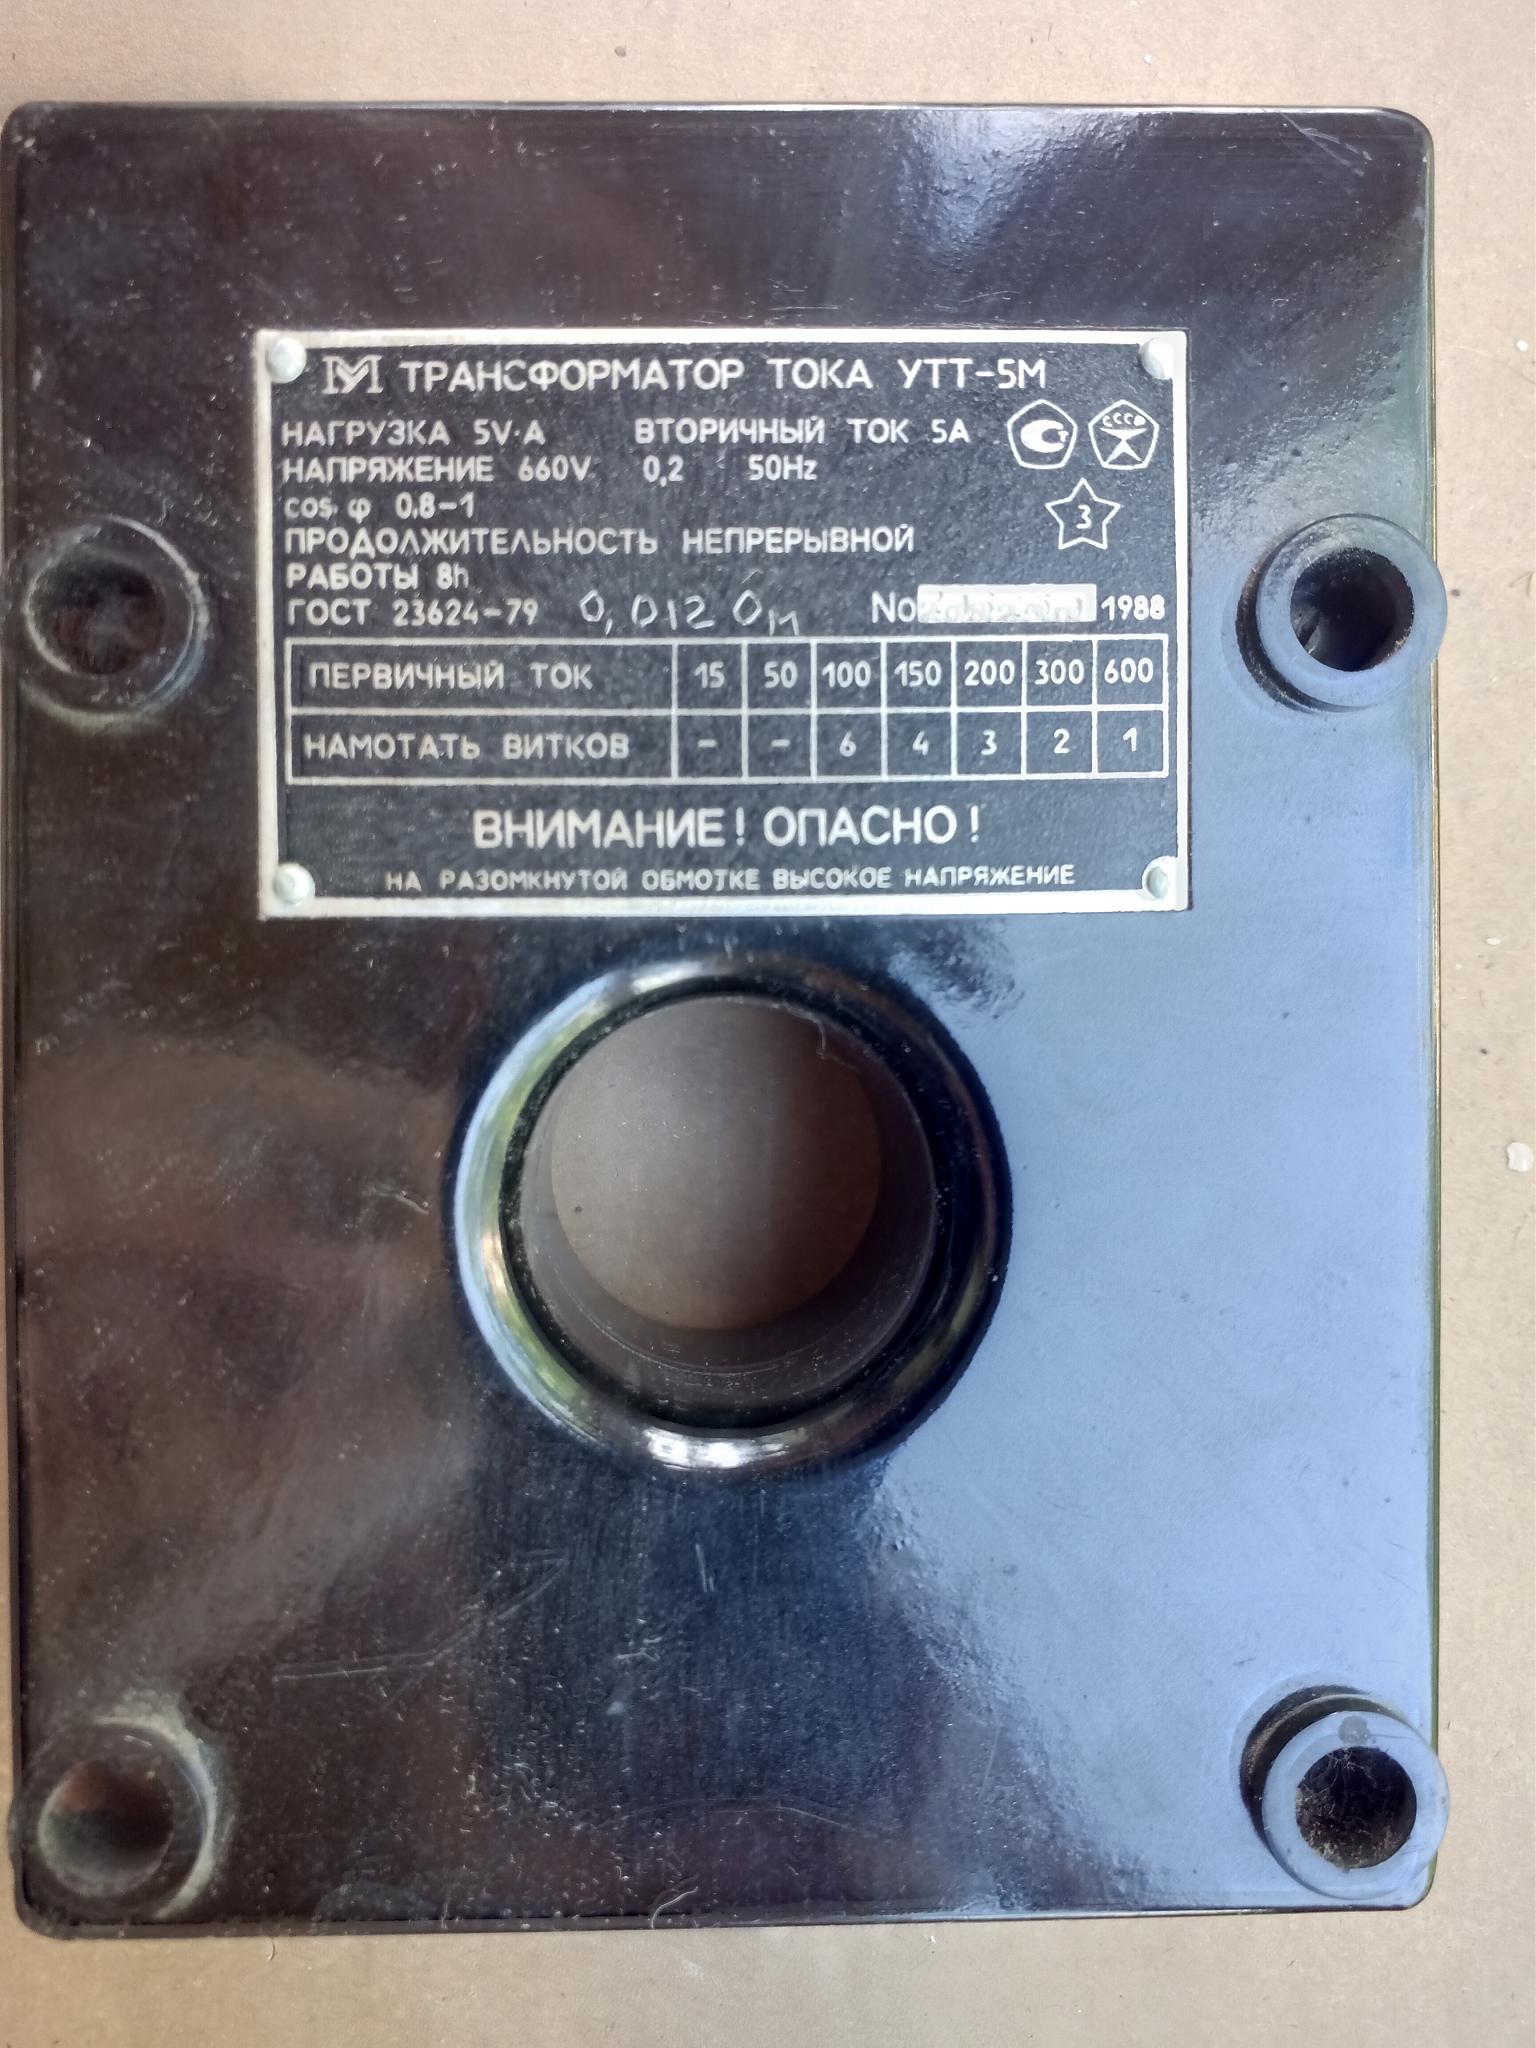 ТРАНСФОРМАТОР ТОКА УТТ-5М
НАГРУЗКА 5V·A ВТОРИЧНЫЙ ТОК 5А
НАПРЯЖЕНИЕ 660V 0,2 50Hz
cos φ 0,8-1
ПРОДОЛЖИТЕЛЬНОСТЬ НЕПРЕРЫВНОЙ
РАБОТЫ 8h
ГОСТ 23624-79 0,012 Ом No 1988
СССР
3
ПЕРВИЧНЫЙ ТОК 15 50 100 150 200 300 600
НАМОТАТЬ ВИТКОВ - - 6 4 3 2 1
ВНИМАНИЕ! ОПАСНО!
НА РАЗОМКНУТОЙ ОБМОТКЕ ВЫСОКОЕ НАПРЯЖЕНИЕ